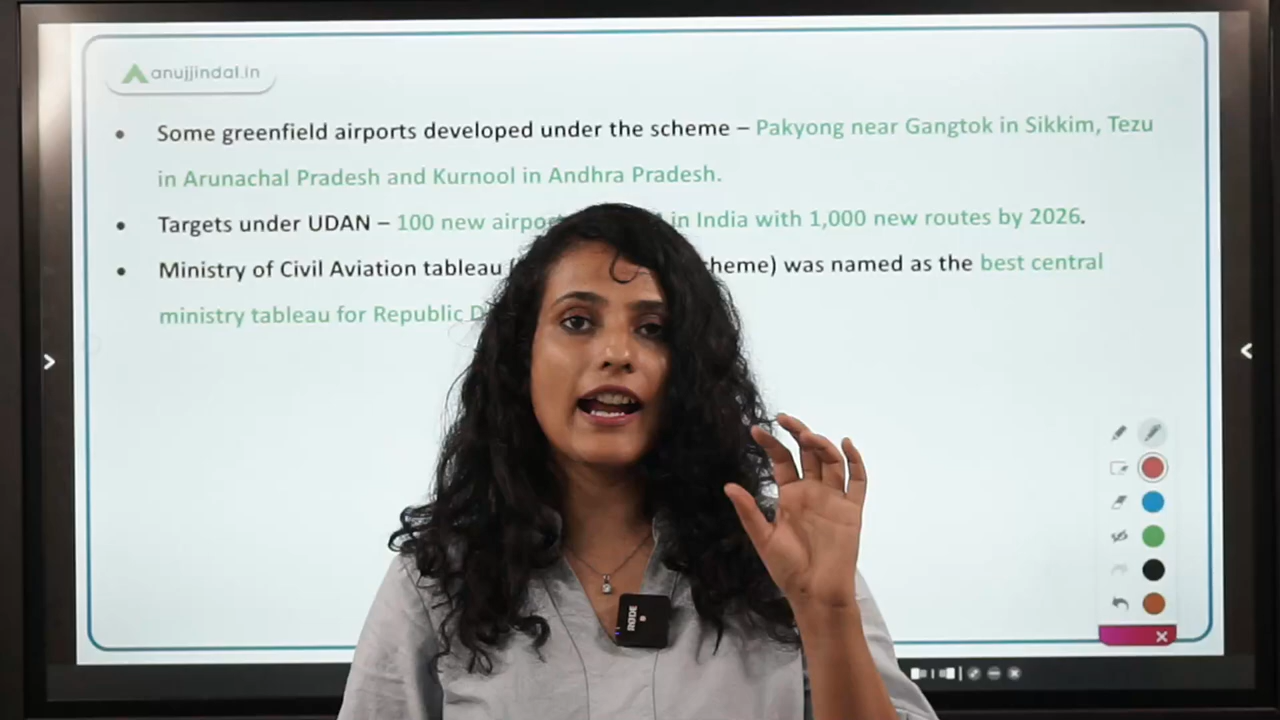 anujjindal.in
• Some greenfield airports developed under the scheme – Pakyong near Gangtok in Sikkim, Tezu
in Arunachal Pradesh and Kurnool in Andhra Pradesh.
• Targets under UDAN – 100 new in India with 1,000 new routes by 2026.
• Ministry of Civil Aviation tableau was named as the best central
ministry tableau for Republic
RØDE